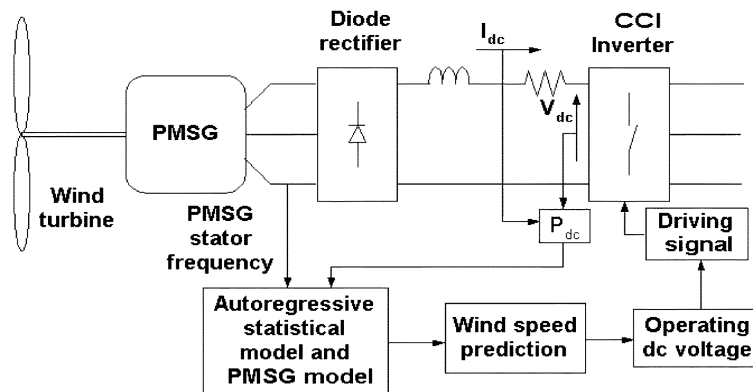 Diode
rectifier
I dc
CCI
Inverter
PMSG
V dc
Wind
turbine
PMSG
stator
frequency
P dc
Driving
signal
Autoregressive
statistical
model and
PMSG model
Wind speed
prediction
Operating
dc voltage